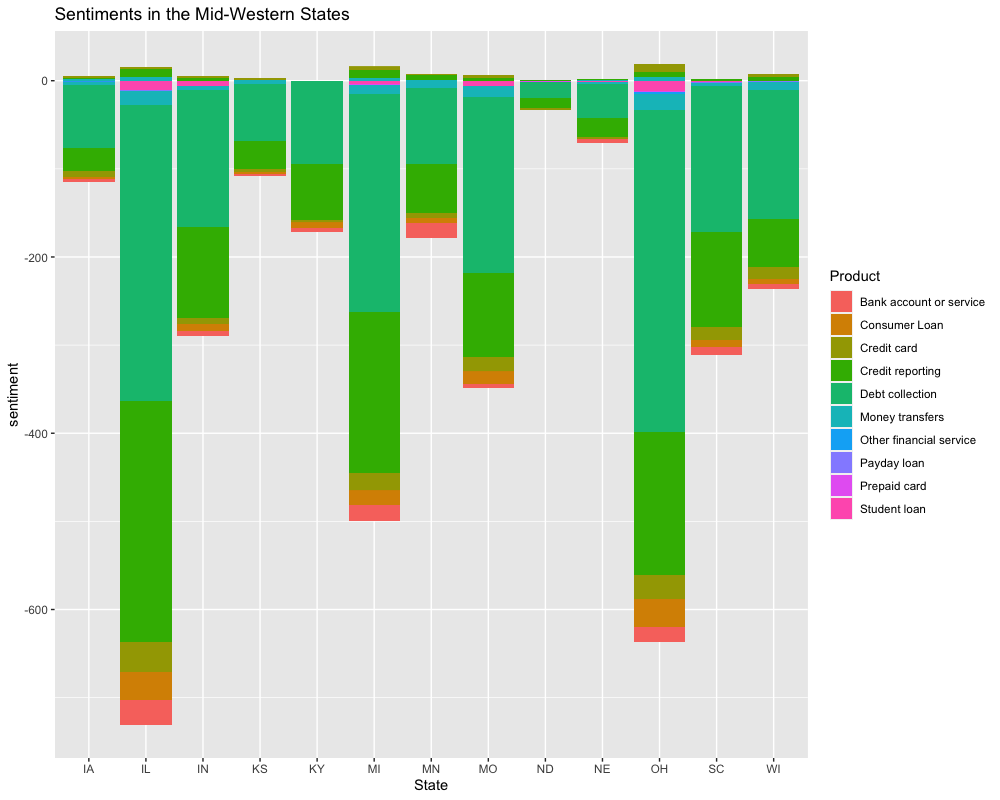 Sentiments in the Mid-Western States
0
-200
-400
-600
sentiment
IA IL IN KS KY MI MN MO ND NE OH SC WI
State
Product
Bank account or service
Consumer Loan
Credit card
Credit reporting
Debt collection
Money transfers
Other financial service
Payday loan
Prepaid card
Student loan